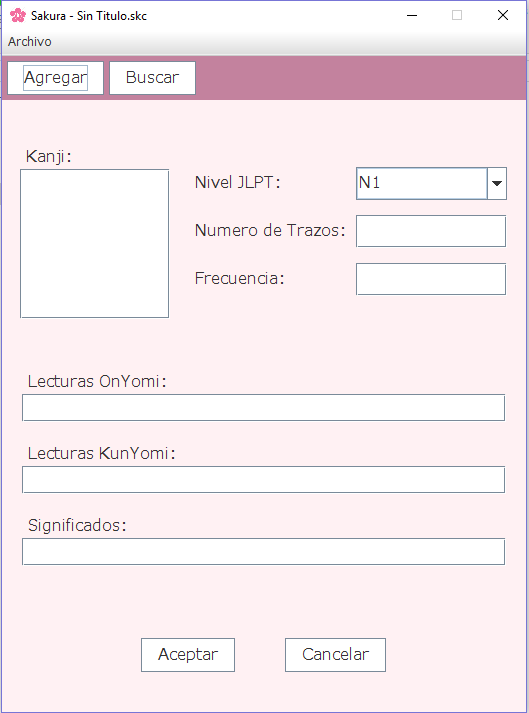 Sakura - Sin Titulo.skc
Archivo
Agregar Buscar
Kanji:
Nivel JLPT: N1
Numero de Trazos:
Frecuencia:
Lecturas OnYomi:
Lecturas KunYomi:
Significados:
Aceptar Cancelar